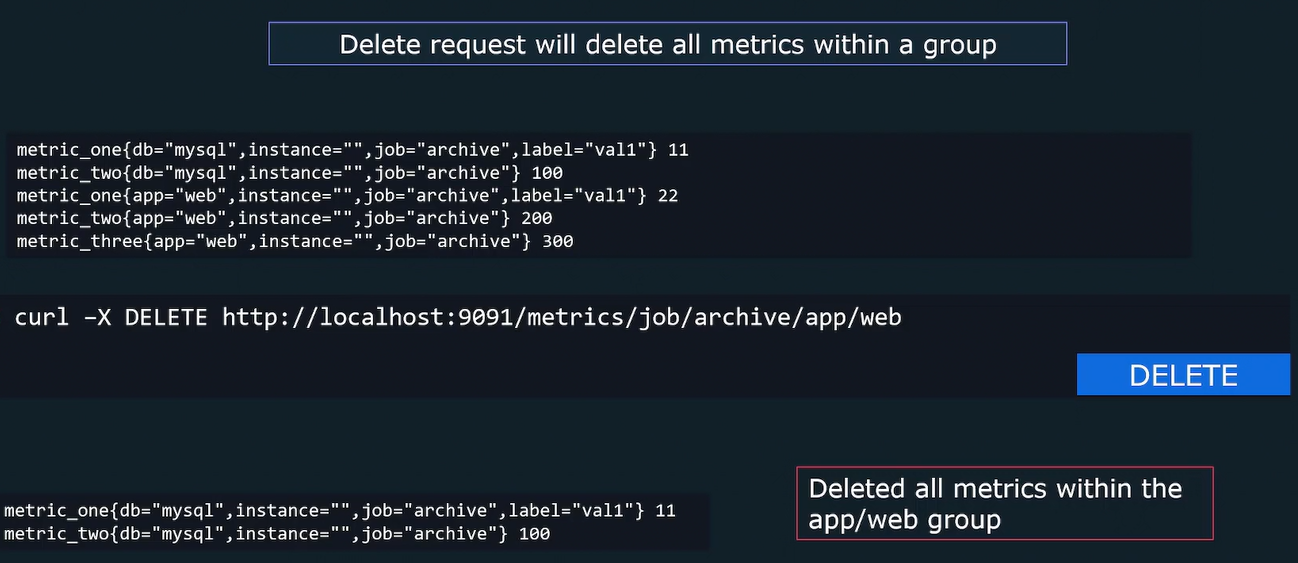 Delete request will delete all metrics within a group
metric_one{db="mysql",instance="",job="archive",label="val1"} 11
metric_two{db="mysql",instance="",job="archive"} 100
metric_one{app="web",instance="",job="archive",label="val1"} 22
metric_two{app="web",instance="",job="archive"} 200
metric_three{app="web",instance="",job="archive"} 300
curl –X DELETE http://localhost:9091/metrics/job/archive/app/web
DELETE
metric_one{db="mysql",instance="",job="archive",label="val1"} 11
metric_two{db="mysql",instance="",job="archive"} 100
Deleted all metrics within the
app/web group